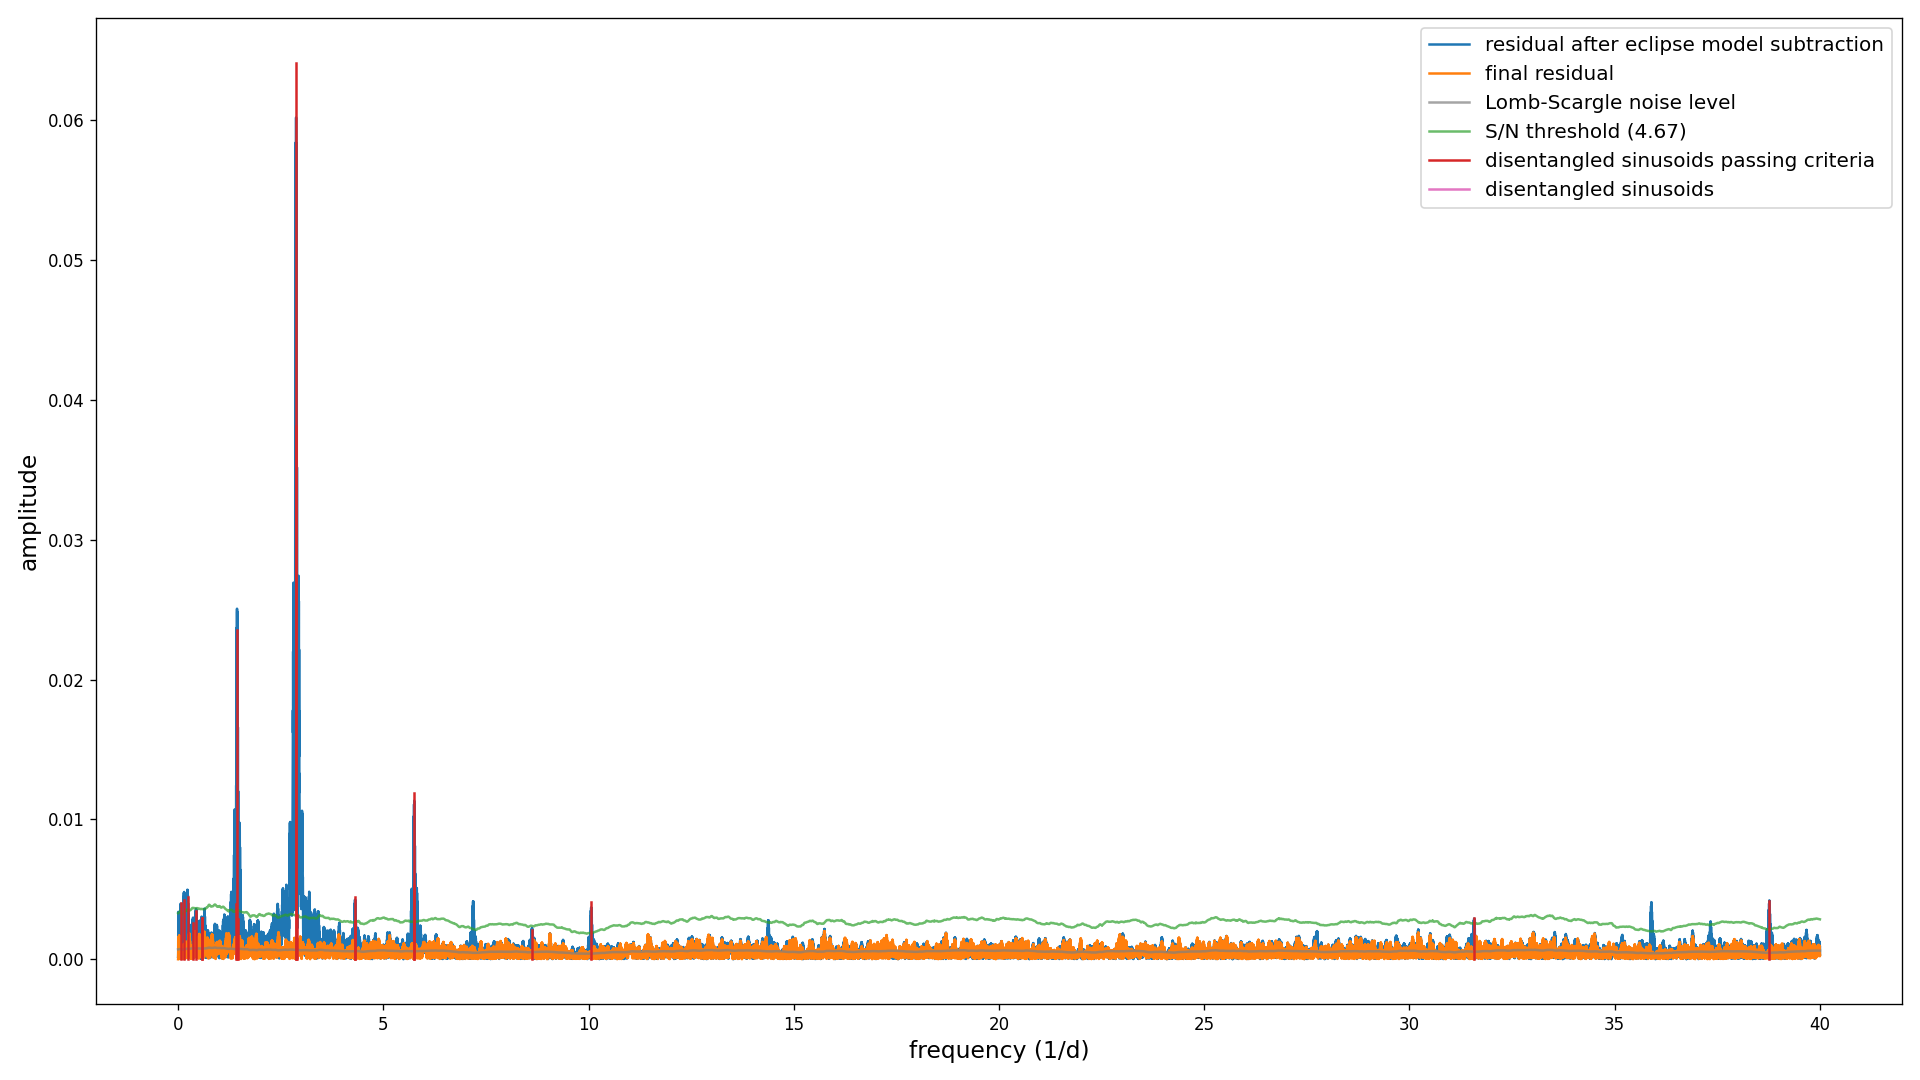 residual after eclipse model subtraction
final residual
Lomb-Scargle noise level
S/N threshold (4.67)
disentangled sinusoids passing criteria
disentangled sinusoids
0.06
0.05
0.04
0.03
0.02
0.01
0.00
amplitude
0 5 10 15 20 25 30 35 40
frequency (1/d)